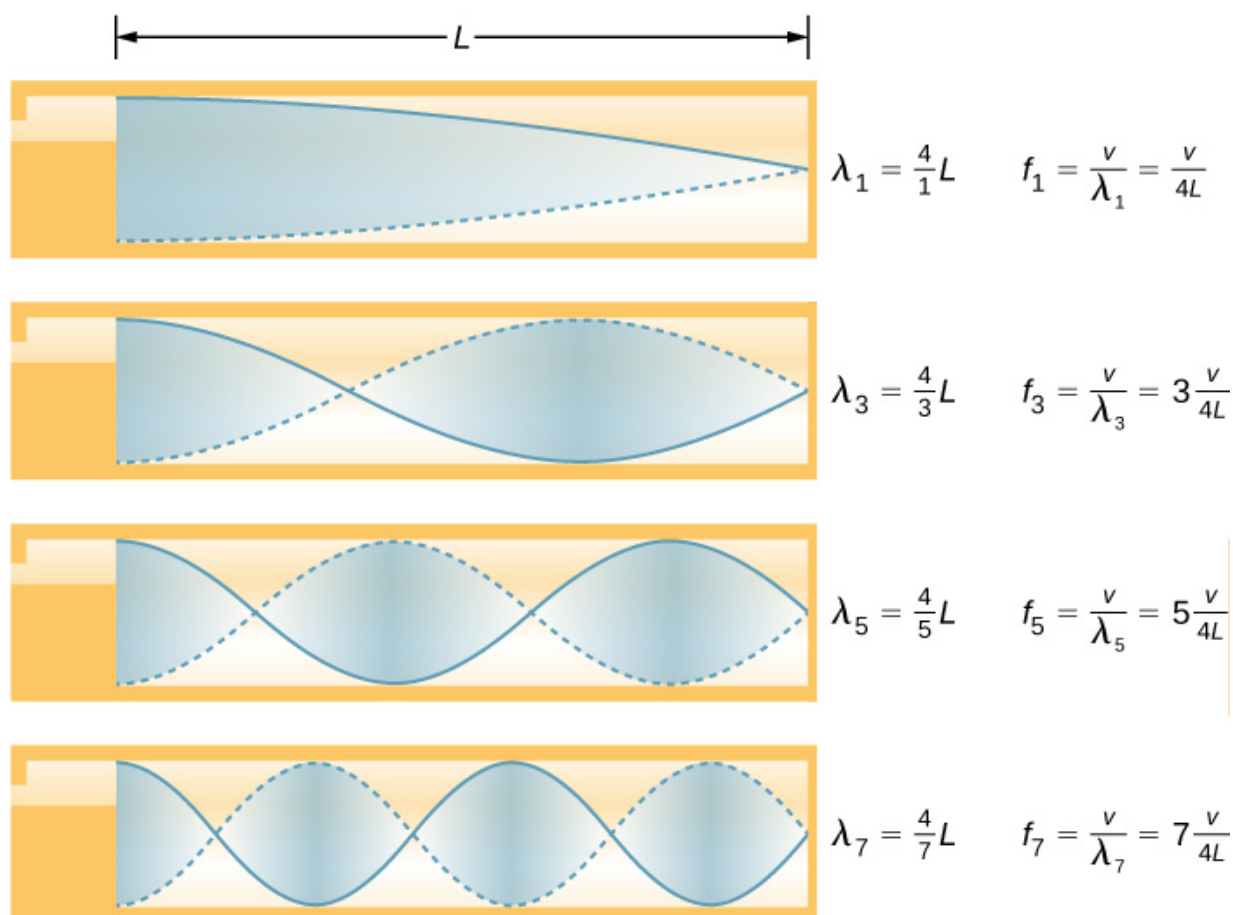 L
λ₁ = 4/1 L f₁ = v/λ₁ = v/4L
λ₃ = 4/3 L f₃ = v/λ₃ = 3 v/4L
λ₅ = 4/5 L f₅ = v/λ₅ = 5 v/4L
λ₇ = 4/7 L f₇ = v/λ₇ = 7 v/4L